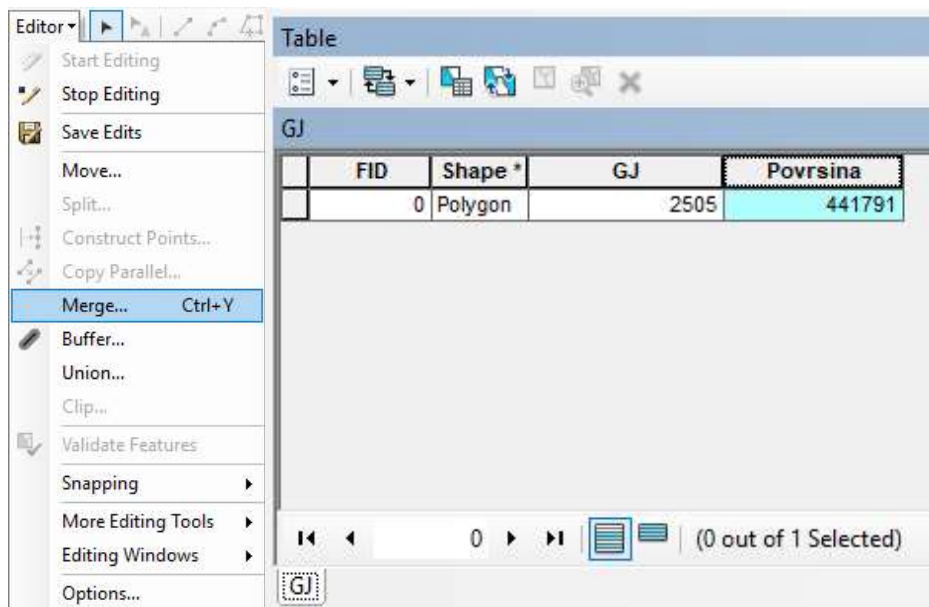 Editor
Start Editing
Stop Editing
Save Edits
Move...
Split...
Construct Points...
Copy Parallel...
Merge... Ctrl+Y
Buffer...
Union...
Clip...
Validate Features
Snapping
More Editing Tools
Editing Windows
Options...
Table
GJ
FID Shape * GJ Povrsina
0 Polygon 2505 441791
0 (0 out of 1 Selected)
GJ